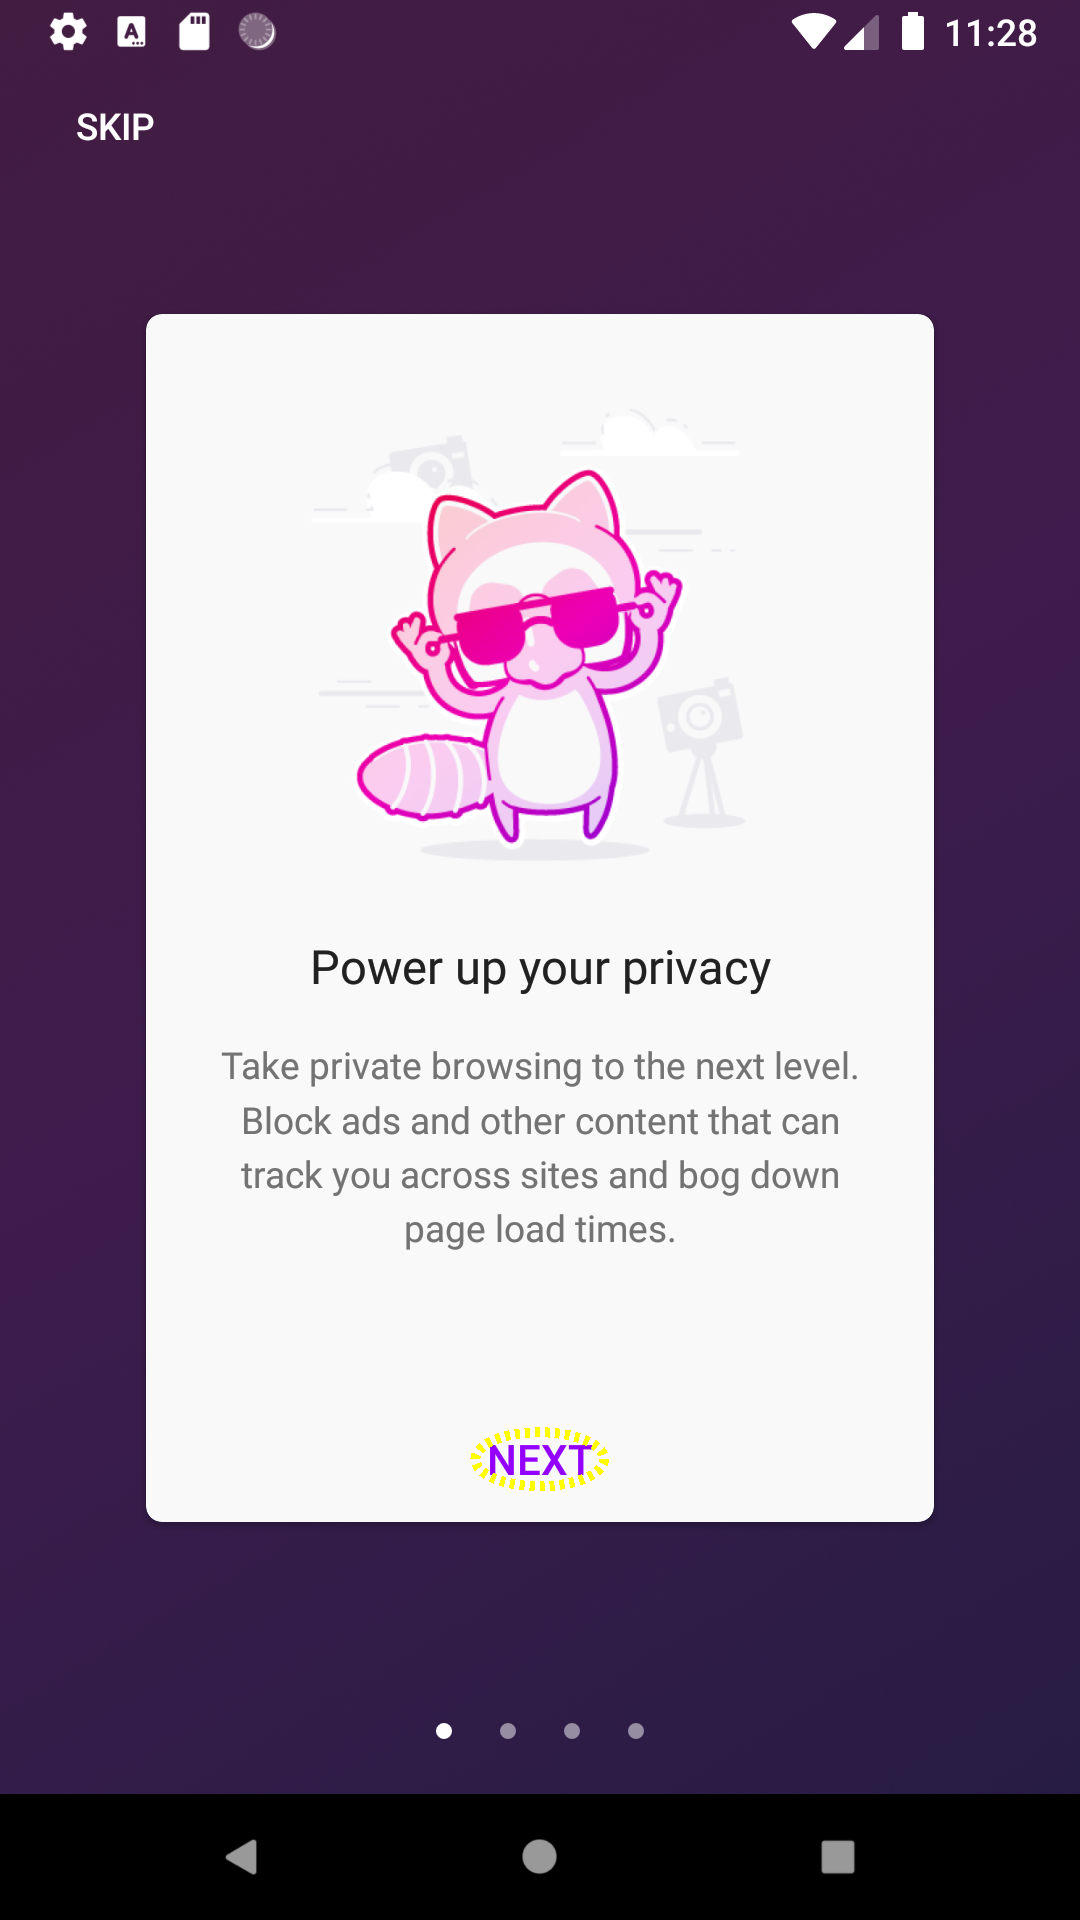 11:28
SKIP
Power up your privacy
Take private browsing to the next level.
Block ads and other content that can
track you across sites and bog down
page load times.
NEXT